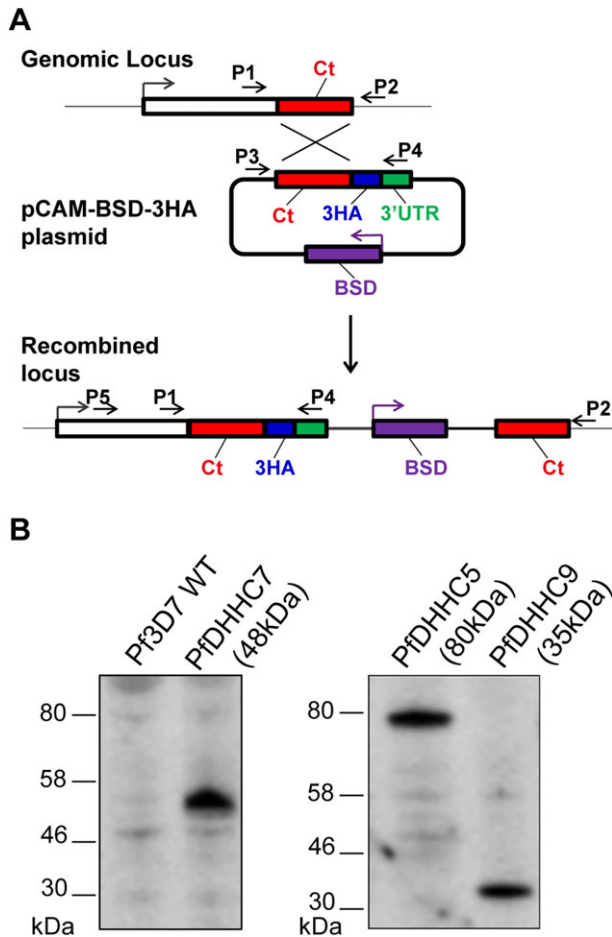 A
Genomic Locus
P1
Ct
P2
P3
P4
pCAM-BSD-3HA
plasmid
Ct
3HA
3'UTR
BSD
Recombined
locus
P5
P1
P4
P2
Ct
3HA
BSD
Ct
B
Pf3D7 WT
PfDHHC7
(48kDa)
80
58
46
30
kDa
PfDHHC5
(80kDa)
PfDHHC9
(35kDa)
80
58
46
30
kDa